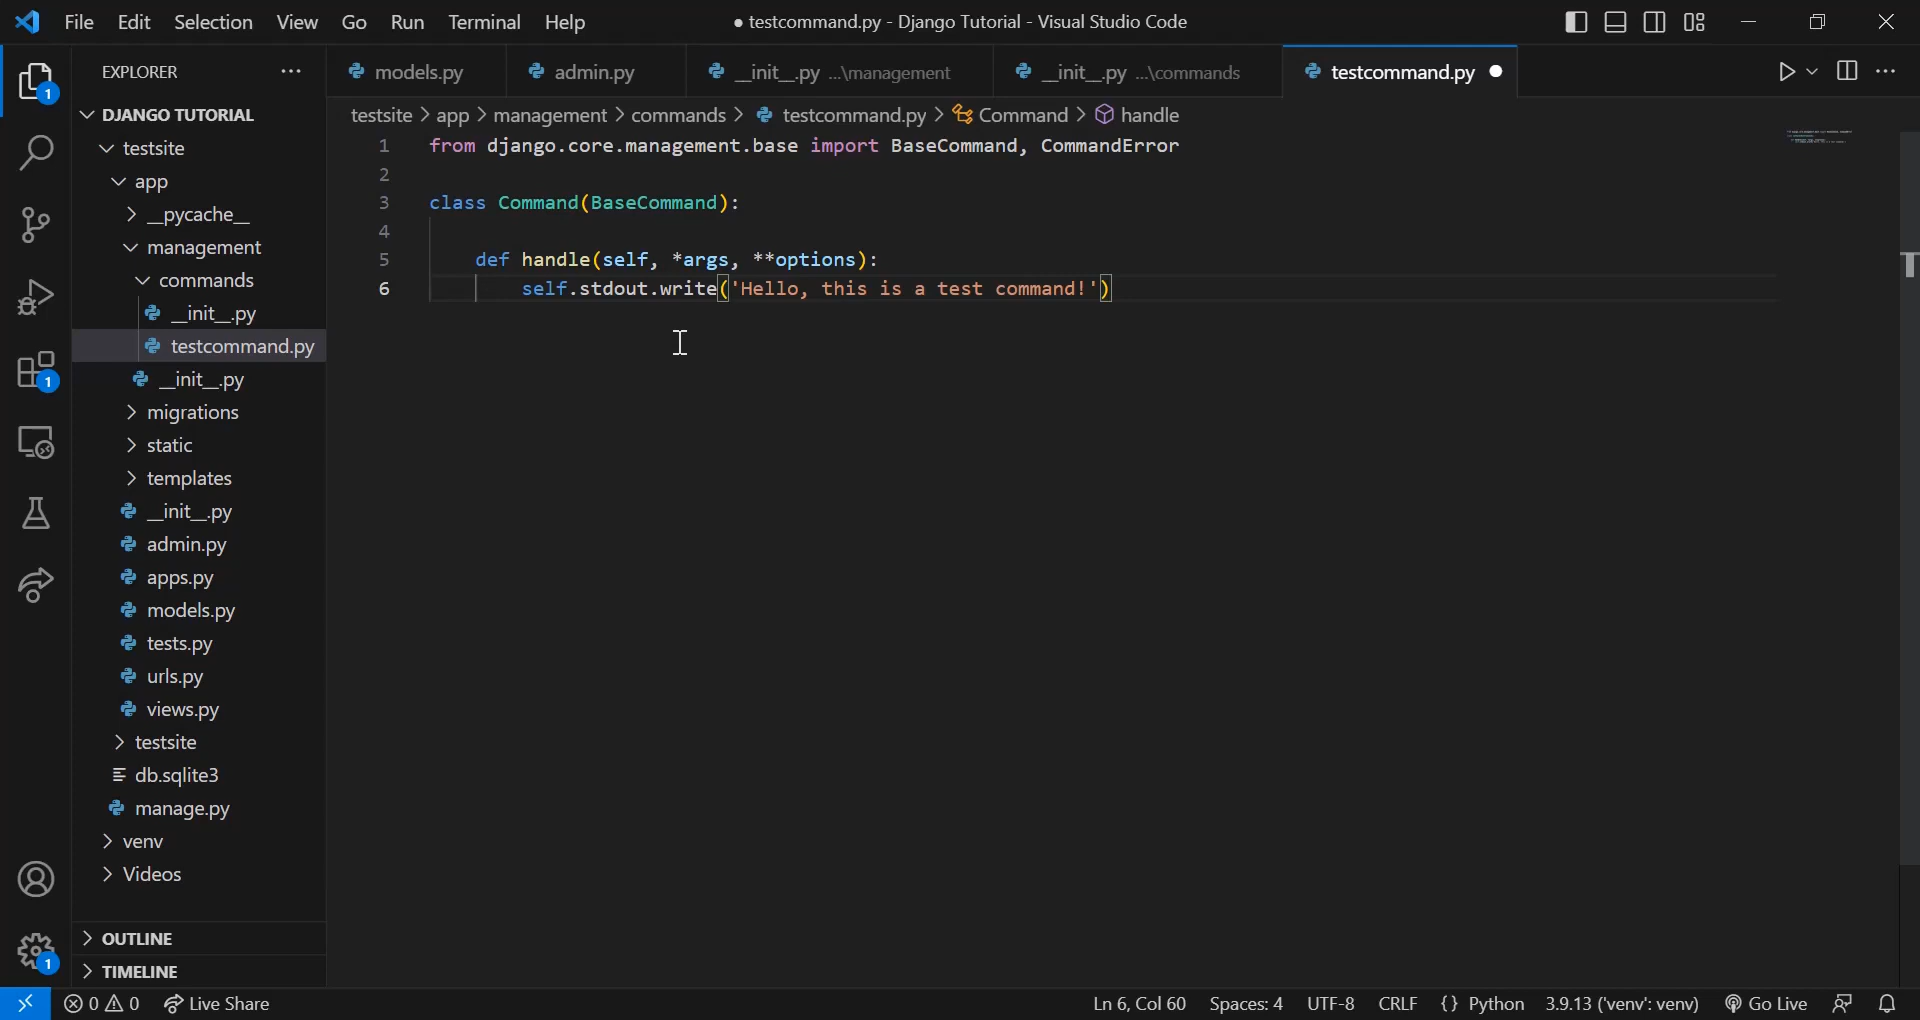 File Edit Selection View Go Run Terminal Help
● testcommand.py - Django Tutorial - Visual Studio Code
EXPLORER
models.py
admin.py
__init__.py ...\management
__init__.py ...\commands
testcommand.py
1
DJANGO TUTORIAL
testsite
app
__pycache__
management
commands
__init__.py
testcommand.py
__init__.py
migrations
static
templates
__init__.py
admin.py
apps.py
models.py
tests.py
urls.py
views.py
testsite
db.sqlite3
manage.py
venv
Videos
OUTLINE
TIMELINE
1
1
testsite > app > management > commands > testcommand.py > Command > handle
1 from django.core.management.base import BaseCommand, CommandError
2
3 class Command(BaseCommand):
4
5 def handle(self, *args, **options):
6 self.stdout.write('Hello, this is a test command!')
0 0 Live Share
Ln 6, Col 60 Spaces: 4 UTF-8 CRLF {} Python 3.9.13 ('venv': venv) Go Live